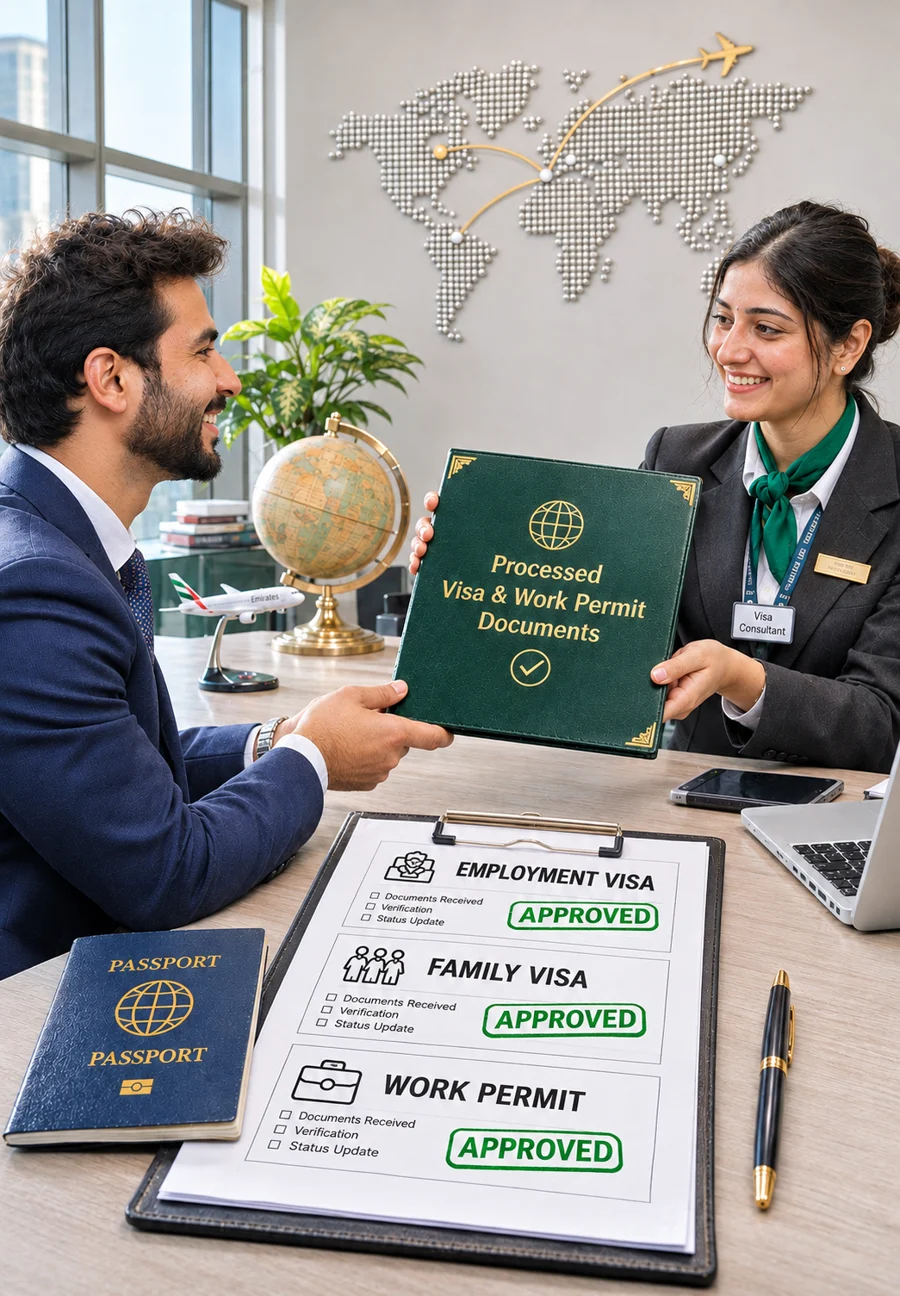 Processed
Visa & Work Permit
Documents
Visa
Consultant
Emirates
EMPLOYMENT VISA
Documents Received
Verification
Status Update
APPROVED
FAMILY VISA
Documents Received
Verification
Status Update
APPROVED
WORK PERMIT
Documents Received
Verification
Status Update
APPROVED
PASSPORT
PASSPORT